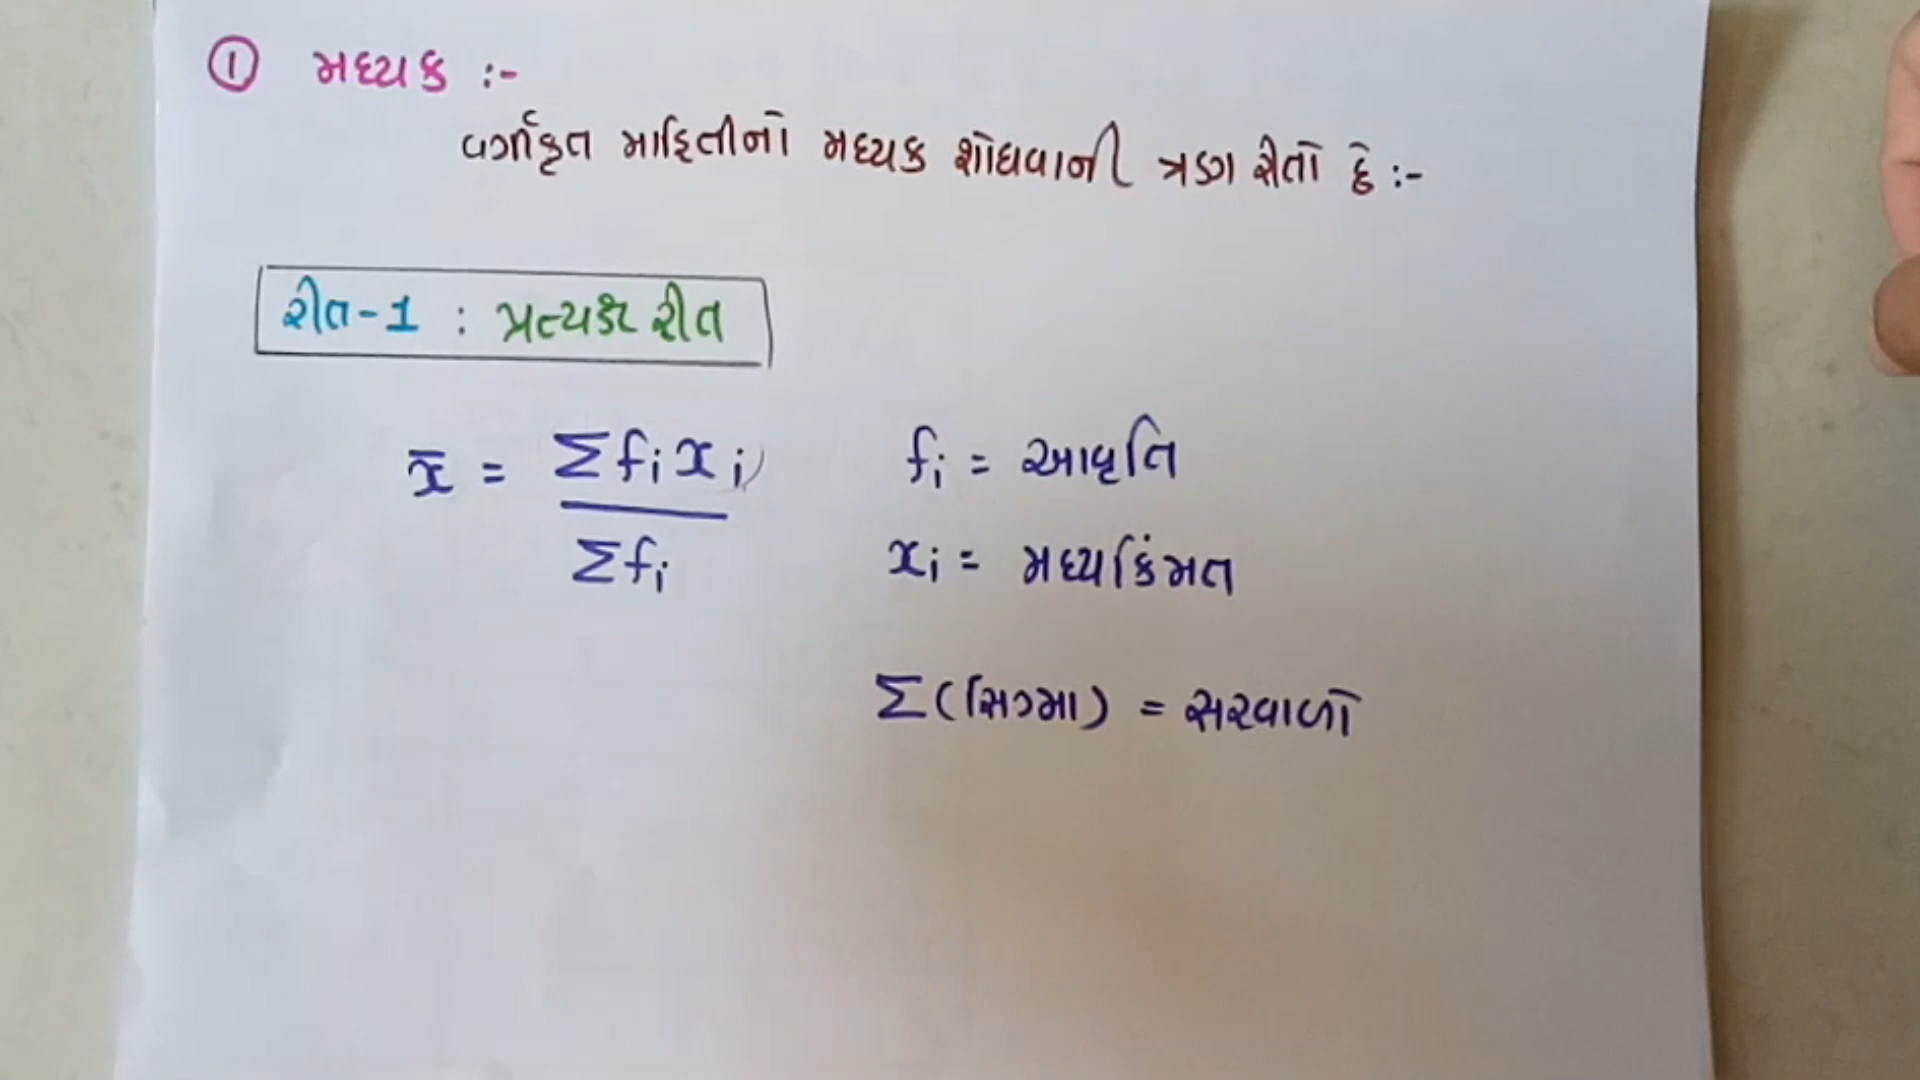 ① મધ્યક :-
વર્ગીકૃત માહિતીનો મધ્યક શોધવાની ત્રણ રીતો છે :-
રીત-1 : પ્રત્યક્ષ રીત
x̄ = Σfixi / Σfi
fi = આવૃતિ
xi = મધ્યકિંમત
Σ(સિગ્મા) = સરવાળો